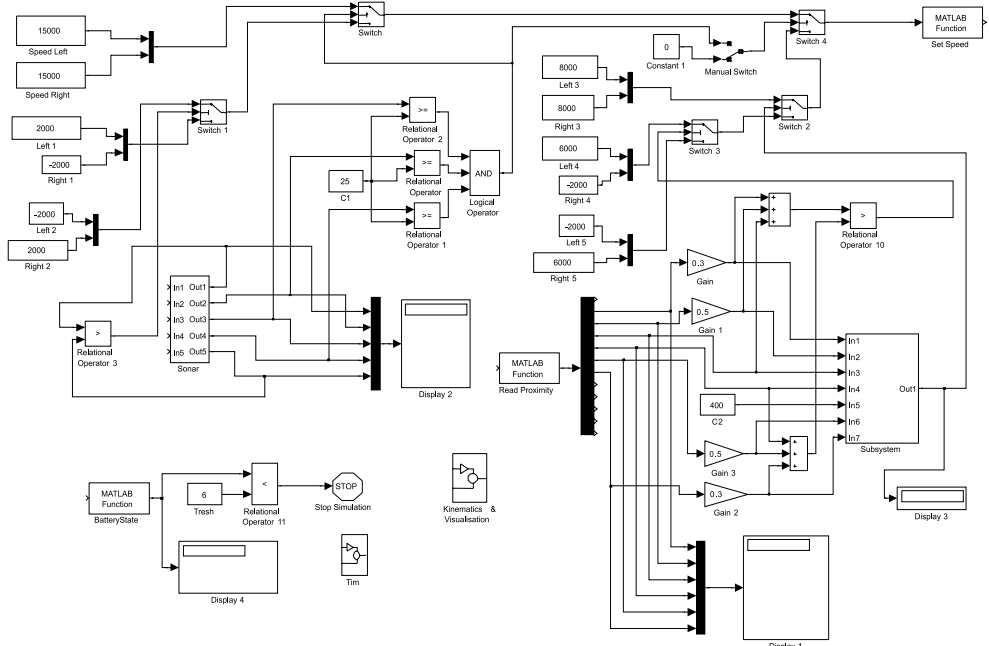 15000
Speed Left
15000
Speed Right
Switch
Switch 4
MATLAB
Function
Set Speed
0
Constant 1
Manual Switch
8000
Left 3
8000
Right 3
Switch 2
2000
Left 1
-2000
Right 1
Switch 1
>=
Relational
Operator 2
>=
Relational
Operator
25
C1
>=
Relational
Operator 1
AND
Logical
Operator
6000
Left 4
-2000
Right 4
Switch 3
-2000
Left 2
2000
Right 2
-2000
Left 5
6000
Right 5
+
+
+
>
Relational
Operator 10
>
Relational
Operator 3
In1 Out1
In2 Out2
In3 Out3
In4 Out4
In5 Out5
Sonar
Display 2
0.3
Gain
0.5
Gain 1
MATLAB
Function
Read Proximity
In1
In2
In3
In4
In5
In6
In7
Out1
Subsystem
400
C2
0.5
Gain 3
+
+
+
0.3
Gain 2
Display 3
MATLAB
Function
BatteryState
6
Tresh
<
Relational
Operator 11
STOP
Stop Simulation
Kinematics &
Visualisation
Display 4
Tim
Display 1